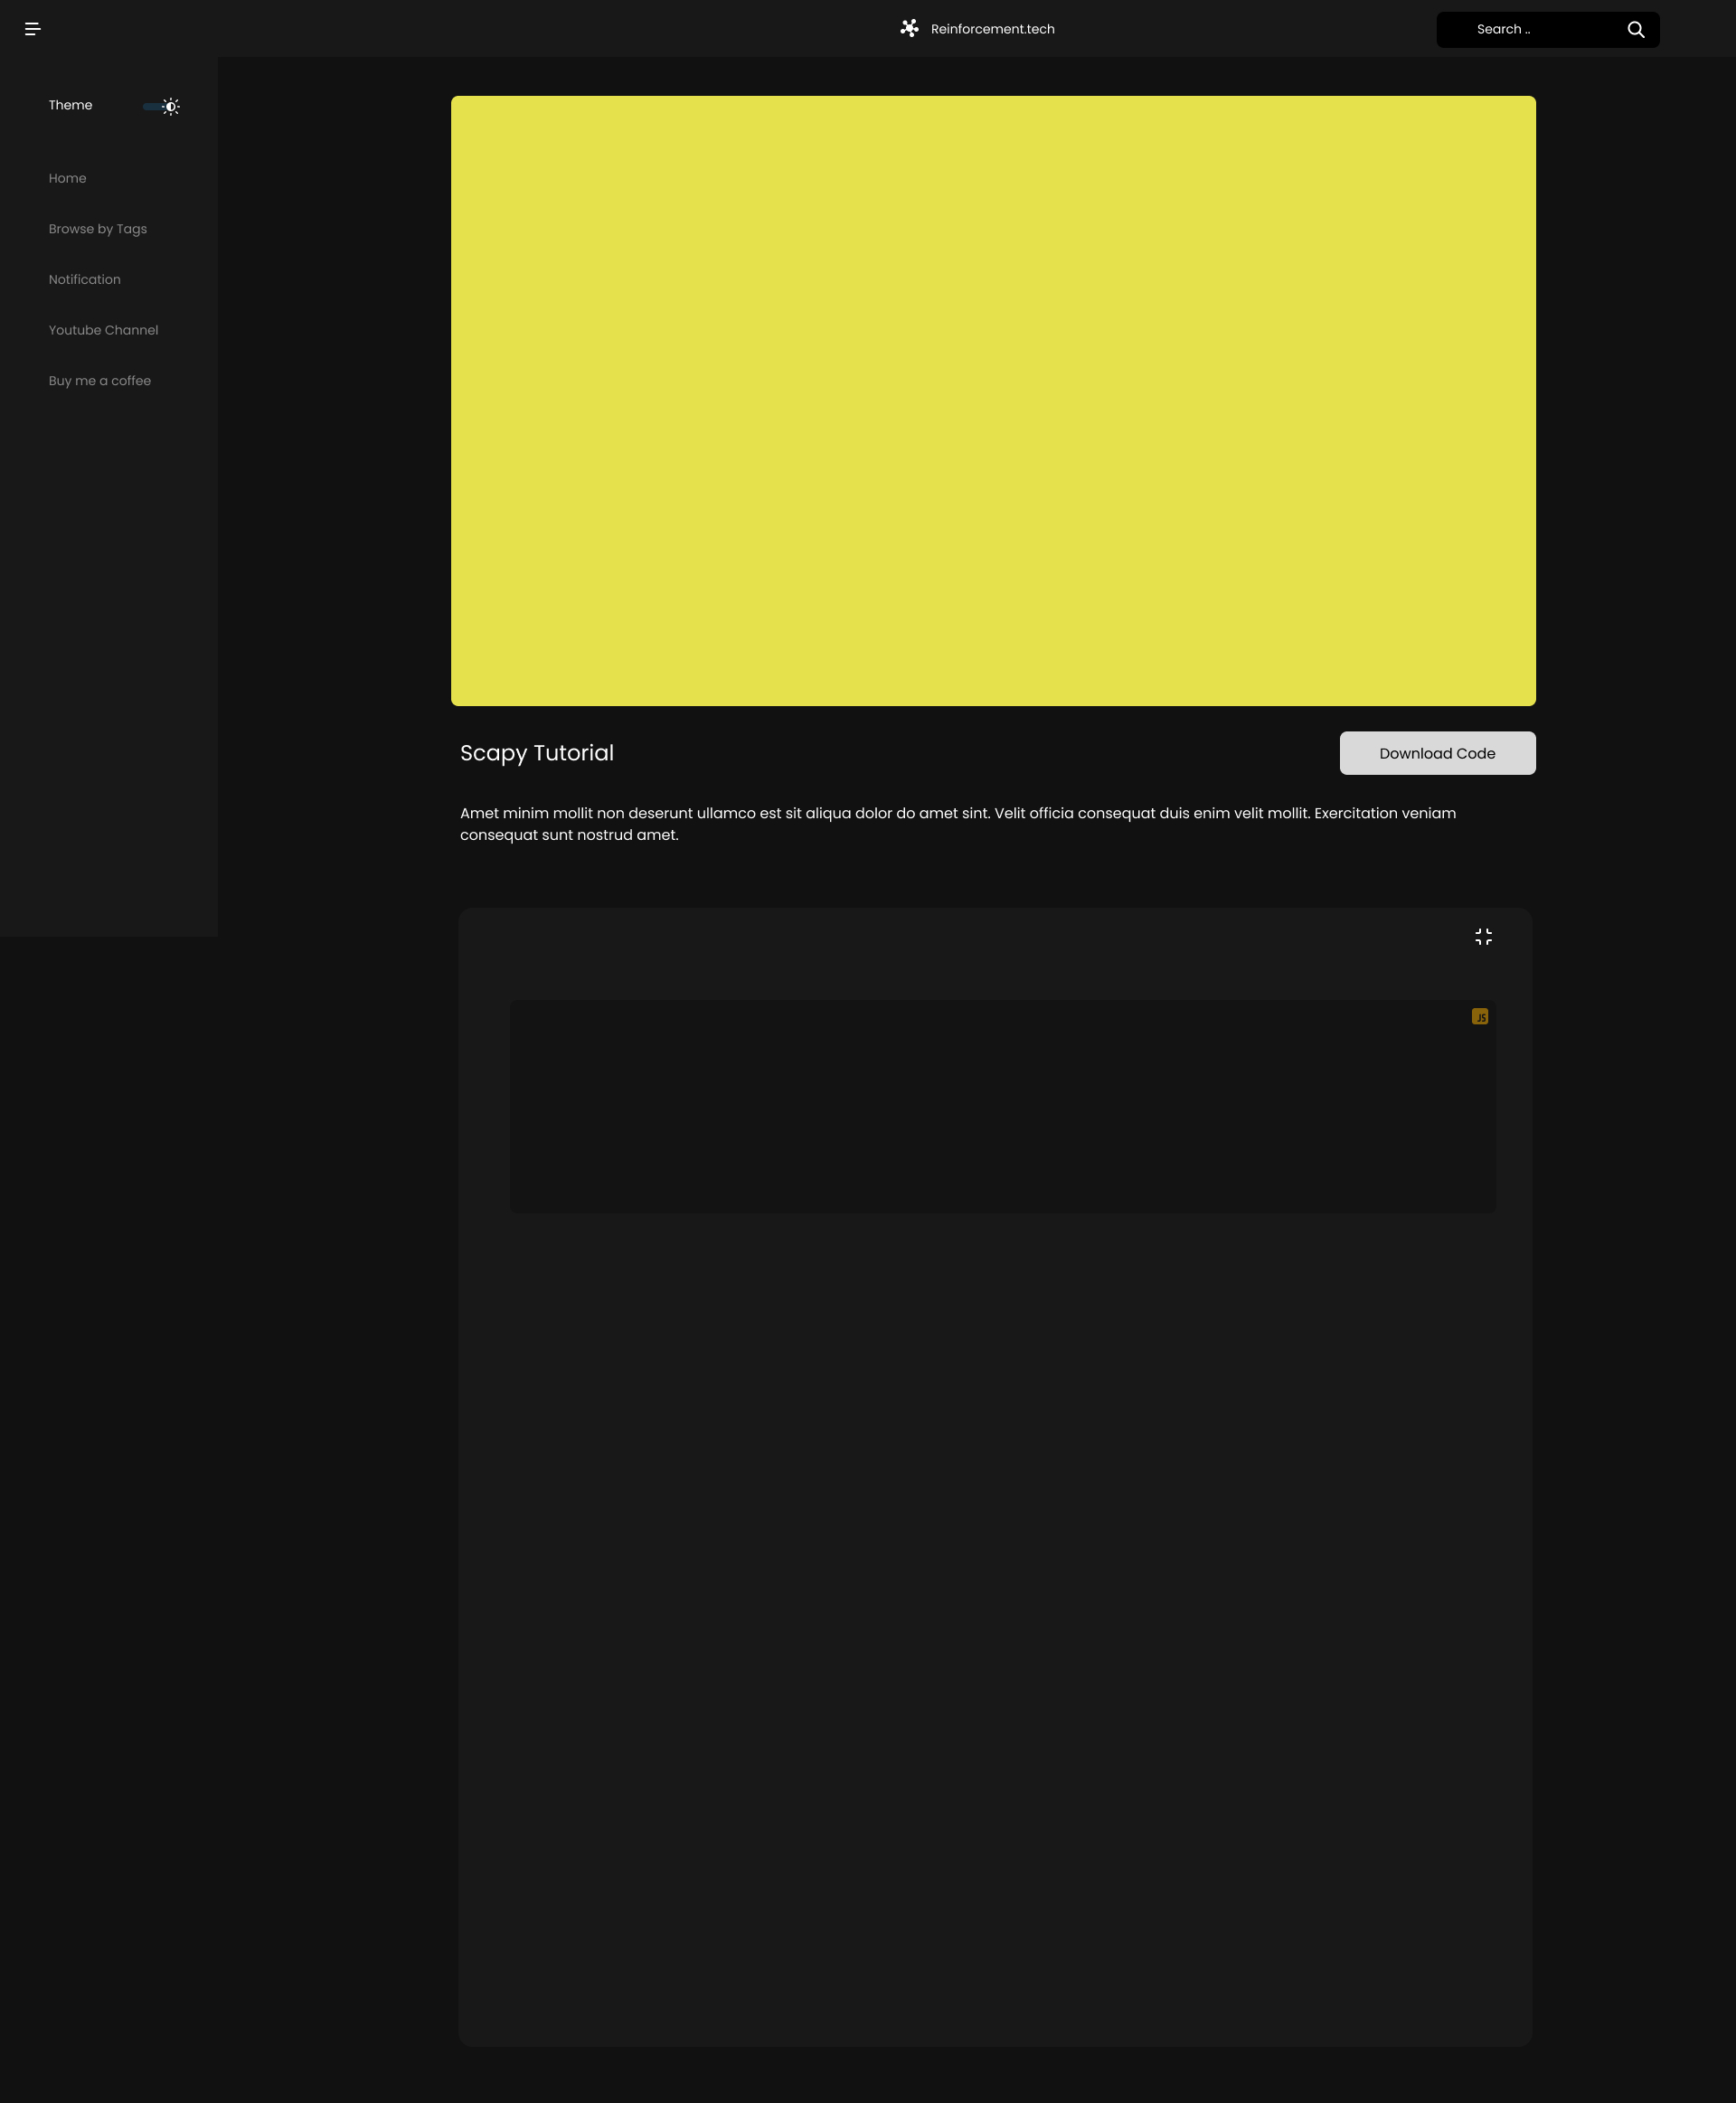 Reinforcement.tech
Search ..
Theme
Home
Browse by Tags
Notification
Youtube Channel
Buy me a coffee
Scapy Tutorial
Download Code
Amet minim mollit non deserunt ullamco est sit aliqua dolor do amet sint. Velit officia consequat duis enim velit mollit. Exercitation veniam
consequat sunt nostrud amet.
JS